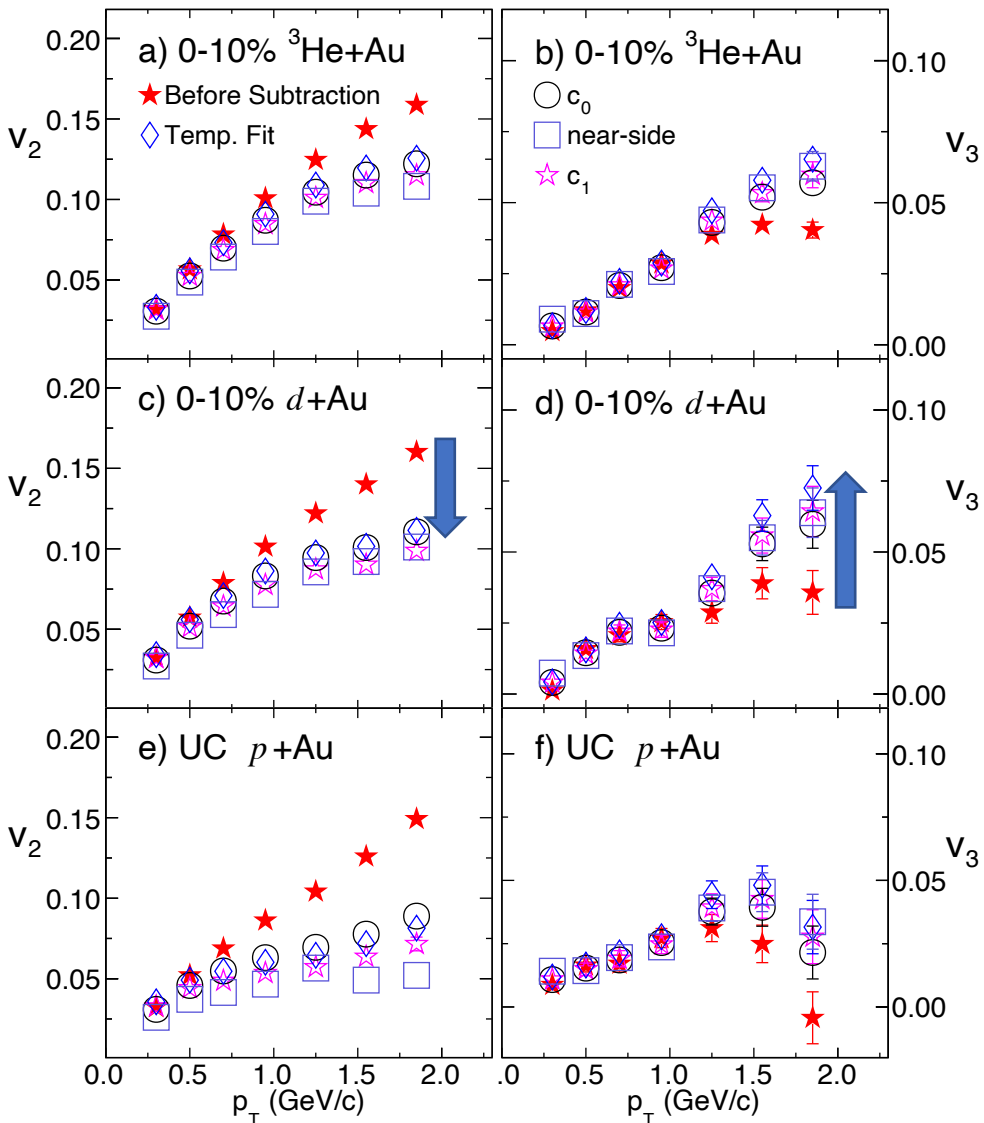 a) 0-10% ³He+Au
Before Subtraction
Temp. Fit
v₂
0.20
0.15
0.10
0.05
b) 0-10% ³He+Au
c₀
near-side
c₁
v₃
0.10
0.05
0.00
c) 0-10% d+Au
v₂
0.20
0.15
0.10
0.05
d) 0-10% d+Au
v₃
0.10
0.05
0.00
e) UC p+Au
v₂
0.20
0.15
0.10
0.05
f) UC p+Au
v₃
0.10
0.05
0.00
0.0 0.5 1.0 1.5 2.0
p_T (GeV/c)
.0 0.5 1.0 1.5 2.0
p_T (GeV/c)